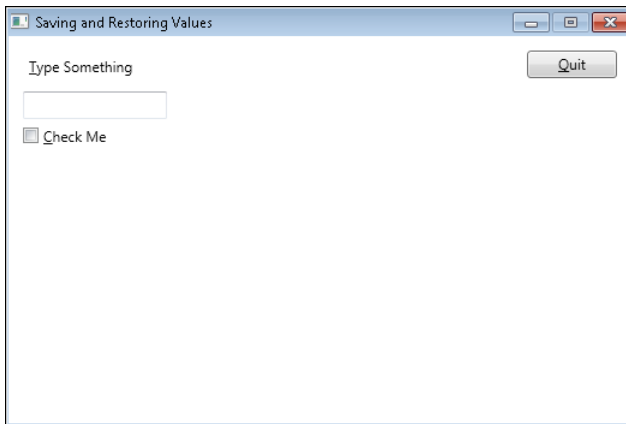 Saving and Restoring Values
Type Something
Quit
Check Me